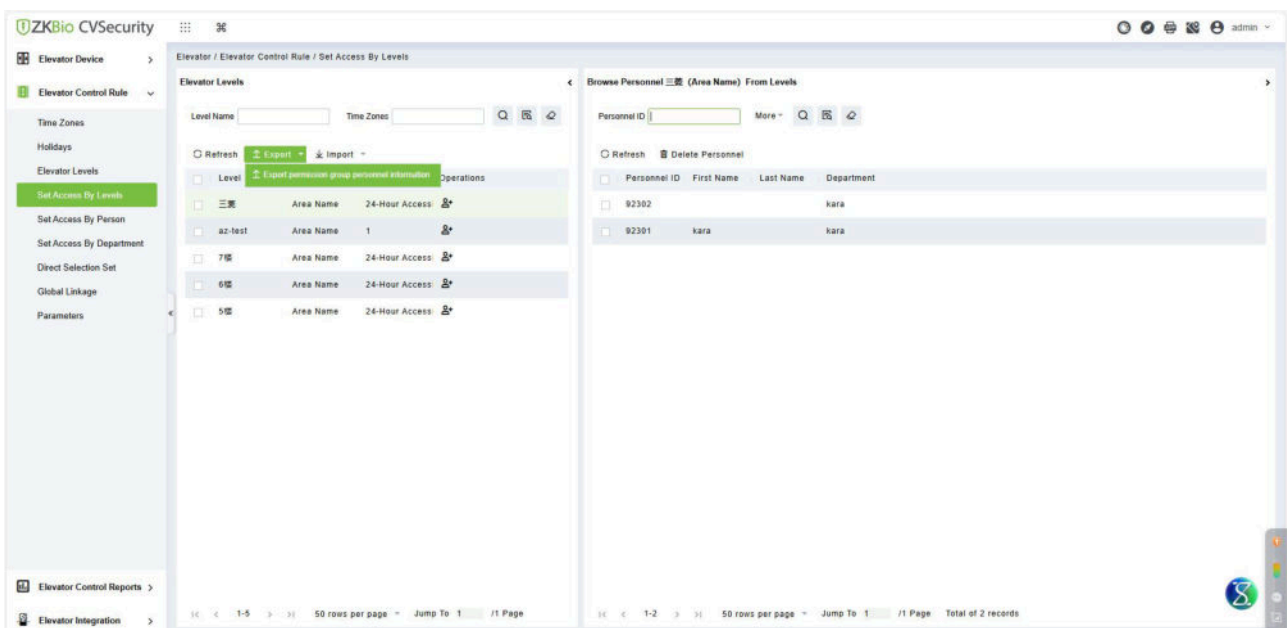 ZKBio CVSecurity
admin
Elevator Device
Elevator Control Rule
Time Zones
Holidays
Elevator Levels
Set Access By Levels
Set Access By Person
Set Access By Department
Direct Selection Set
Global Linkage
Parameters
Elevator Control Reports
Elevator Integration
Elevator / Elevator Control Rule / Set Access By Levels
Elevator Levels
Level Name Time Zones
Refresh Export Import
Export permission group personnel information
Level Operations
Area Name 24-Hour Access
az-test Area Name 1
7樓 Area Name 24-Hour Access
6樓 Area Name 24-Hour Access
5樓 Area Name 24-Hour Access
1-5 50 rows per page Jump To 1 /1 Page
Browse Personnel (Area Name) From Levels
Personnel ID More
Refresh Delete Personnel
Personnel ID First Name Last Name Department
92302 kara
92301 kara kara
1-2 50 rows per page Jump To 1 /1 Page Total of 2 records